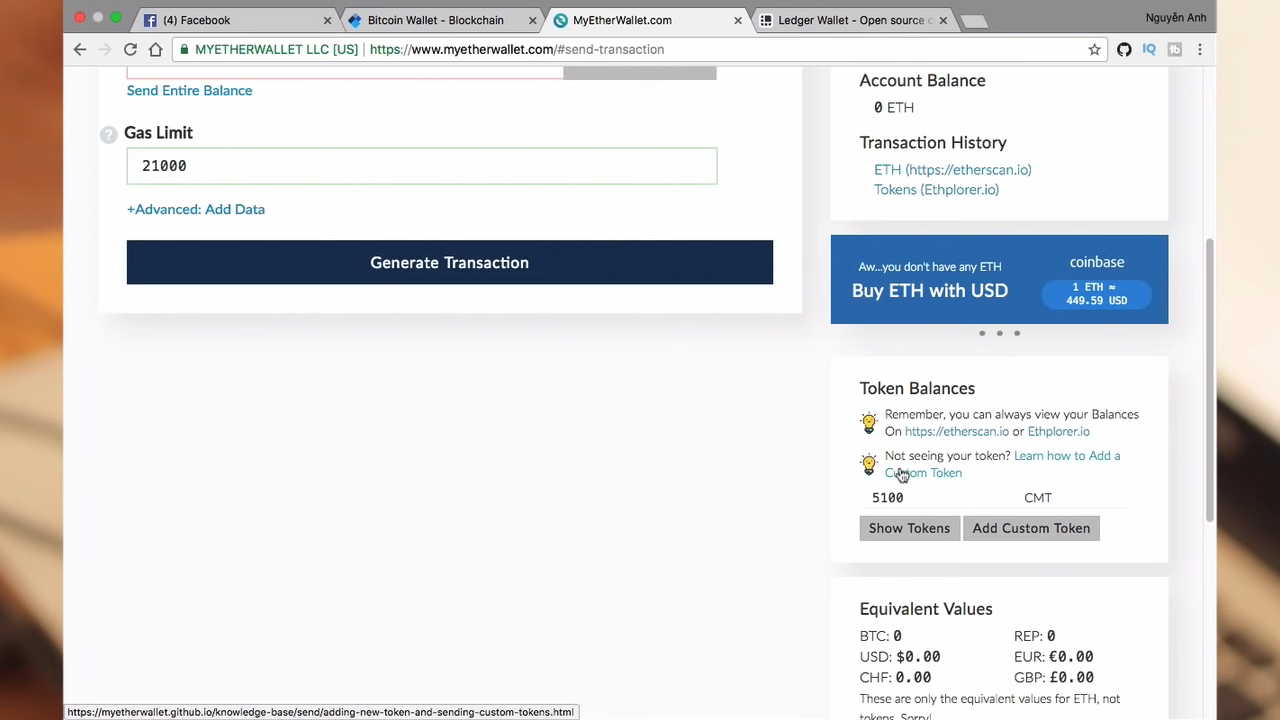 (4) Facebook
Bitcoin Wallet - Blockchain
MyEtherWallet.com
Ledger Wallet - Open source c
Nguyễn Anh
MYETHERWALLET LLC [US]
https://www.myetherwallet.com/#send-transaction
Send Entire Balance
Gas Limit
21000
+Advanced: Add Data
Generate Transaction
Account Balance
0 ETH
Transaction History
ETH (https://etherscan.io)
Tokens (Ethplorer.io)
Aw...you don't have any ETH
Buy ETH with USD
coinbase
1 ETH ≈
449.59 USD
Token Balances
Remember, you can always view your Balances
On https://etherscan.io or Ethplorer.io
Not seeing your token? Learn how to Add a
Custom Token
5100 CMT
Show Tokens
Add Custom Token
Equivalent Values
BTC: 0 REP: 0
USD: $0.00 EUR: €0.00
CHF: 0.00 GBP: £0.00
These are only the equivalent values for ETH, not
tokens. Sorry!
https://myetherwallet.github.io/knowledge-base/send/adding-new-token-and-sending-custom-tokens.html